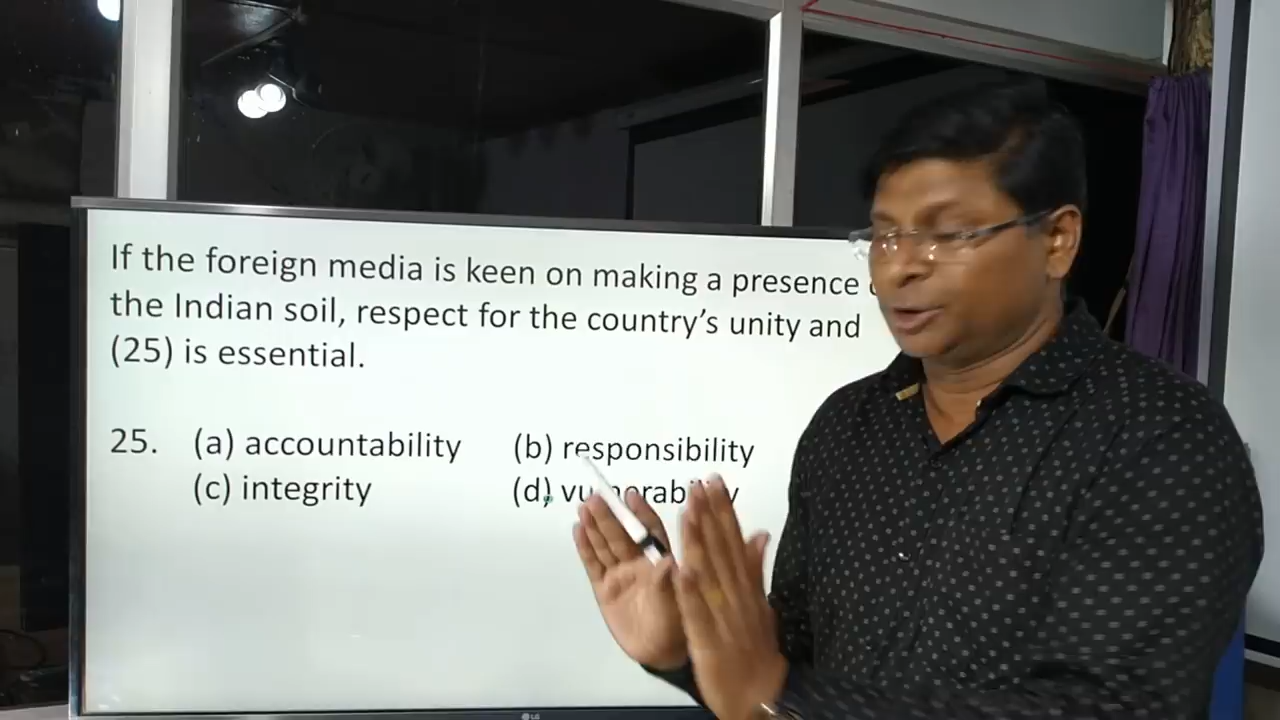 If the foreign media is keen on making a presence
the Indian soil, respect for the country's unity and
(25) is essential.
25. (a) accountability (b) responsibility
(c) integrity (d)
LG